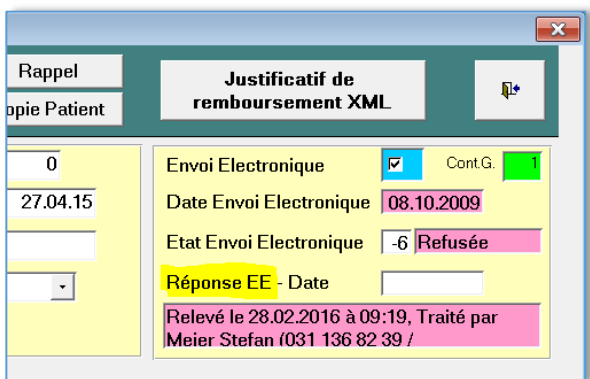 Rappel
Justificatif de
remboursement XML
opie Patient
0
Envoi Electronique
Cont.G.
1
27.04.15
Date Envoi Electronique
08.10.2009
Etat Envoi Electronique
-6
Refusée
Réponse EE - Date
Relevé le 28.02.2016 à 09:19, Traité par
Meier Stefan (031 136 82 39 /